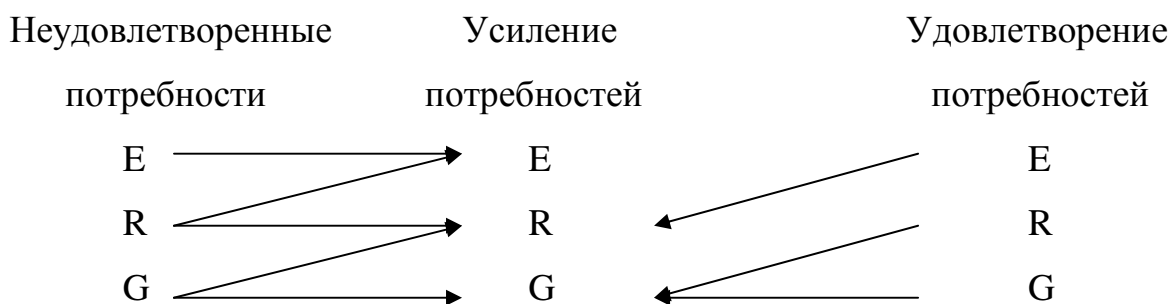 Неудовлетворенные Усиление Удовлетворение
потребности потребностей потребностей
E E E
R R R
G G G